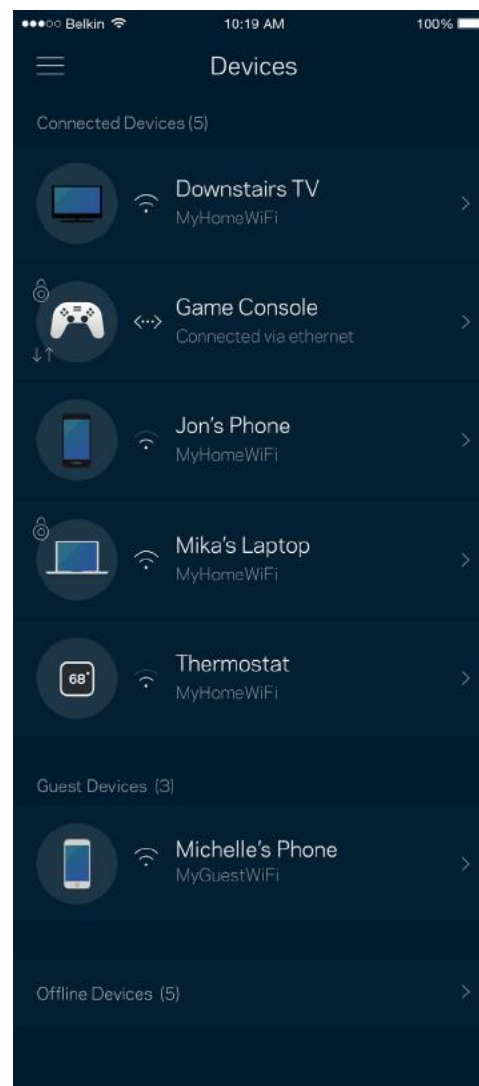 Belkin 10:19 AM 100%
Devices
Connected Devices (5)
Downstairs TV
MyHomeWiFi
Game Console
Connected via ethernet
Jon's Phone
MyHomeWiFi
Mika's Laptop
MyHomeWiFi
68°
Thermostat
MyHomeWiFi
Guest Devices (3)
Michelle's Phone
MyGuestWiFi
Offline Devices (5)